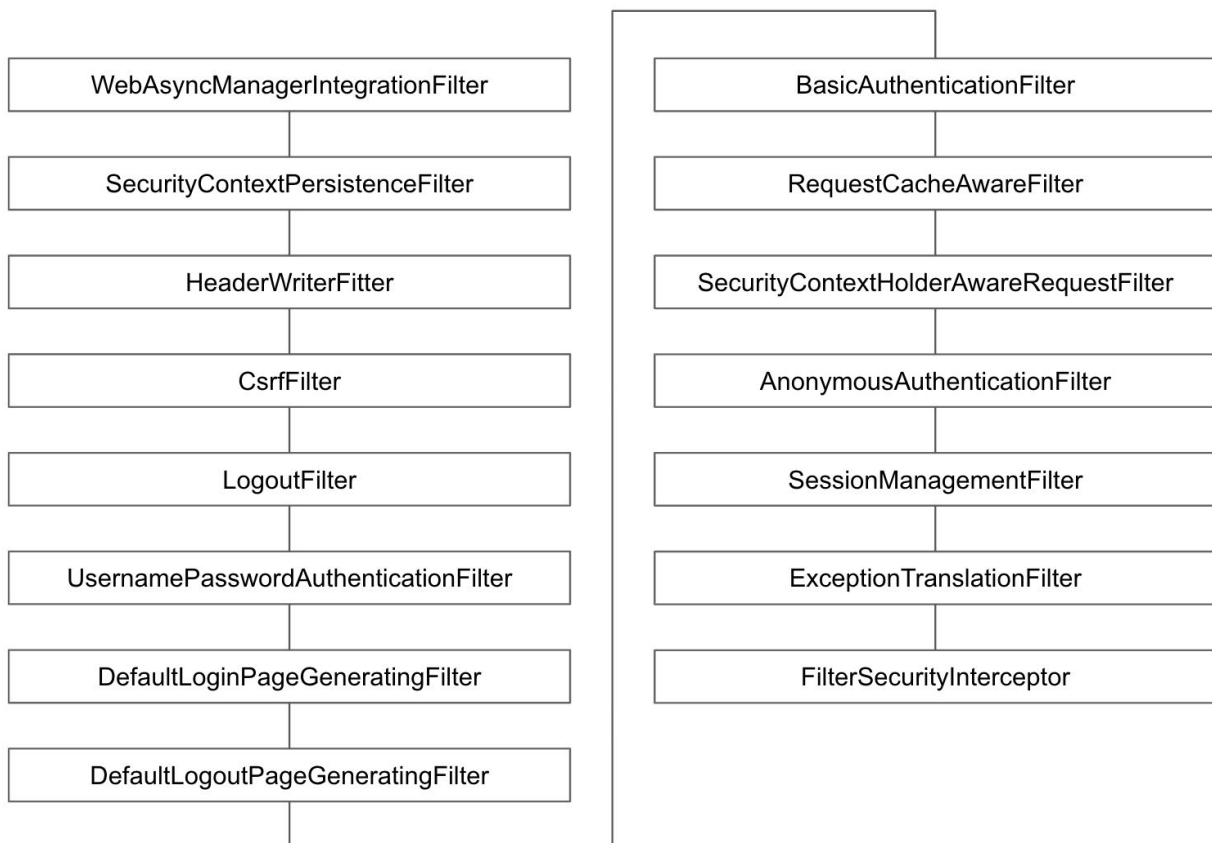 WebAsyncManagerIntegrationFilter
SecurityContextPersistenceFilter
HeaderWriterFitter
CsrfFilter
LogoutFilter
UsernamePasswordAuthenticationFilter
DefaultLoginPageGeneratingFilter
DefaultLogoutPageGeneratingFilter
BasicAuthenticationFilter
RequestCacheAwareFilter
SecurityContextHolderAwareRequestFilter
AnonymousAuthenticationFilter
SessionManagementFilter
ExceptionTranslationFilter
FilterSecurityInterceptor